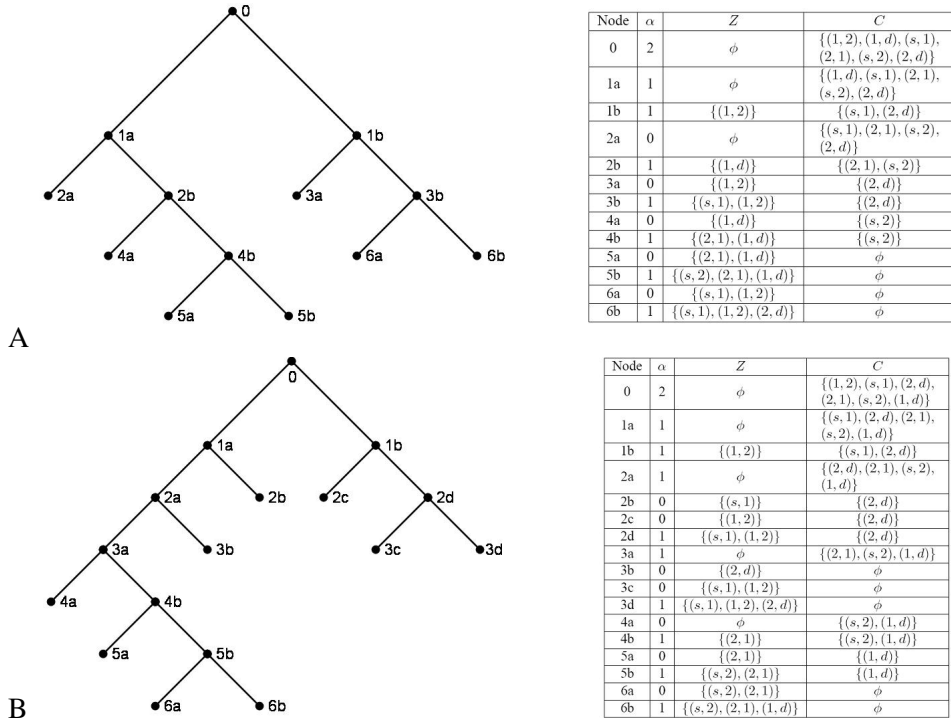 0
1a
1b
2a
2b
3a
3b
4a
4b
6a
6b
5a
5b
A
Node α Z C
0 2 ϕ {(1, 2), (1, d), (s, 1),
(2, 1), (s, 2), (2, d)}
1a 1 ϕ {(1, d), (s, 1), (2, 1),
(s, 2), (2, d)}
1b 1 {(1, 2)} {(s, 1), (2, d)}
2a 0 ϕ {(s, 1), (2, 1), (s, 2),
(2, d)}
2b 1 {(1, d)} {(2, 1), (s, 2)}
3a 0 {(1, 2)} {(2, d)}
3b 1 {(s, 1), (1, 2)} {(2, d)}
4a 0 {(1, d)} {(s, 2)}
4b 1 {(2, 1), (1, d)} {(s, 2)}
5a 0 {(2, 1), (1, d)} ϕ
5b 1 {(s, 2), (2, 1), (1, d)} ϕ
6a 0 {(s, 1), (1, 2)} ϕ
6b 1 {(s, 1), (1, 2), (2, d)} ϕ
0
1a
1b
2a
2b
2c
2d
3a
3b
3c
3d
4a
4b
5a
5b
6a
6b
B
Node α Z C
0 2 ϕ {(1, 2), (s, 1), (2, d),
(2, 1), (s, 2), (1, d)}
1a 1 ϕ {(s, 1), (2, d), (2, 1),
(s, 2), (1, d)}
1b 1 {(1, 2)} {(s, 1), (2, d)}
2a 1 ϕ {(2, d), (2, 1), (s, 2),
(1, d)}
2b 0 {(s, 1)} {(2, d)}
2c 0 {(1, 2)} {(2, d)}
2d 1 {(s, 1), (1, 2)} {(2, d)}
3a 1 ϕ {(2, 1), (s, 2), (1, d)}
3b 0 {(2, d)} ϕ
3c 0 {(s, 1), (1, 2)} ϕ
3d 1 {(s, 1), (1, 2), (2, d)} ϕ
4a 0 ϕ {(s, 2), (1, d)}
4b 1 {(2, 1)} {(s, 2), (1, d)}
5a 0 {(2, 1)} {(1, d)}
5b 1 {(s, 2), (2, 1)} {(1, d)}
6a 0 {(s, 2), (2, 1)} ϕ
6b 1 {(s, 2), (2, 1), (1, d)} ϕ